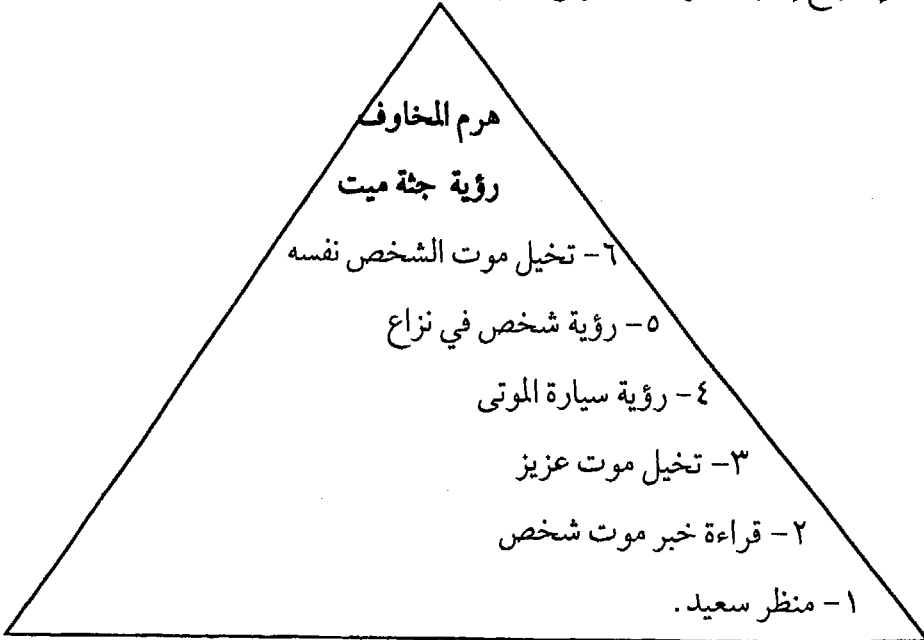 هرم المخاوف
رؤية جثة ميت
٦- تخيل موت الشخص نفسه
٥- رؤية شخص في نزاع
٤- رؤية سيارة الموتى
٣- تخيل موت عزيز
٢- قراءة خبر موت شخص
١- منظر سعيد.